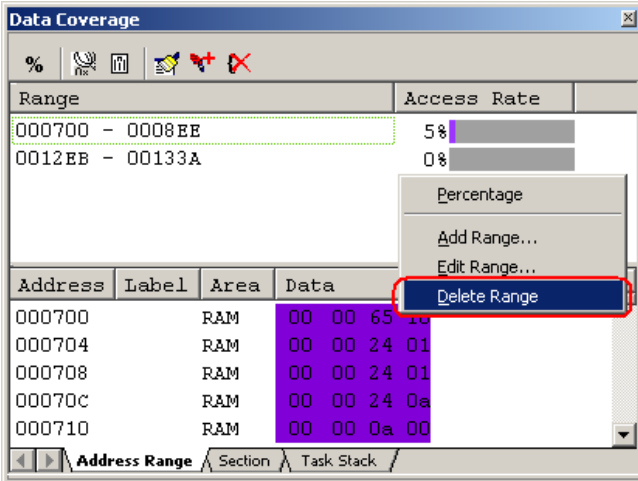 Data Coverage
%
Range Access Rate
000700 - 0008EE 5%
0012EB - 00133A 0%
Percentage
Add Range...
Edit Range...
Delete Range
Address Label Area Data
000700 RAM 00 00 65
000704 RAM 00 00 24 01
000708 RAM 00 00 24 01
00070C RAM 00 00 24 0a
000710 RAM 00 00 0a 00
Address Range Section Task Stack